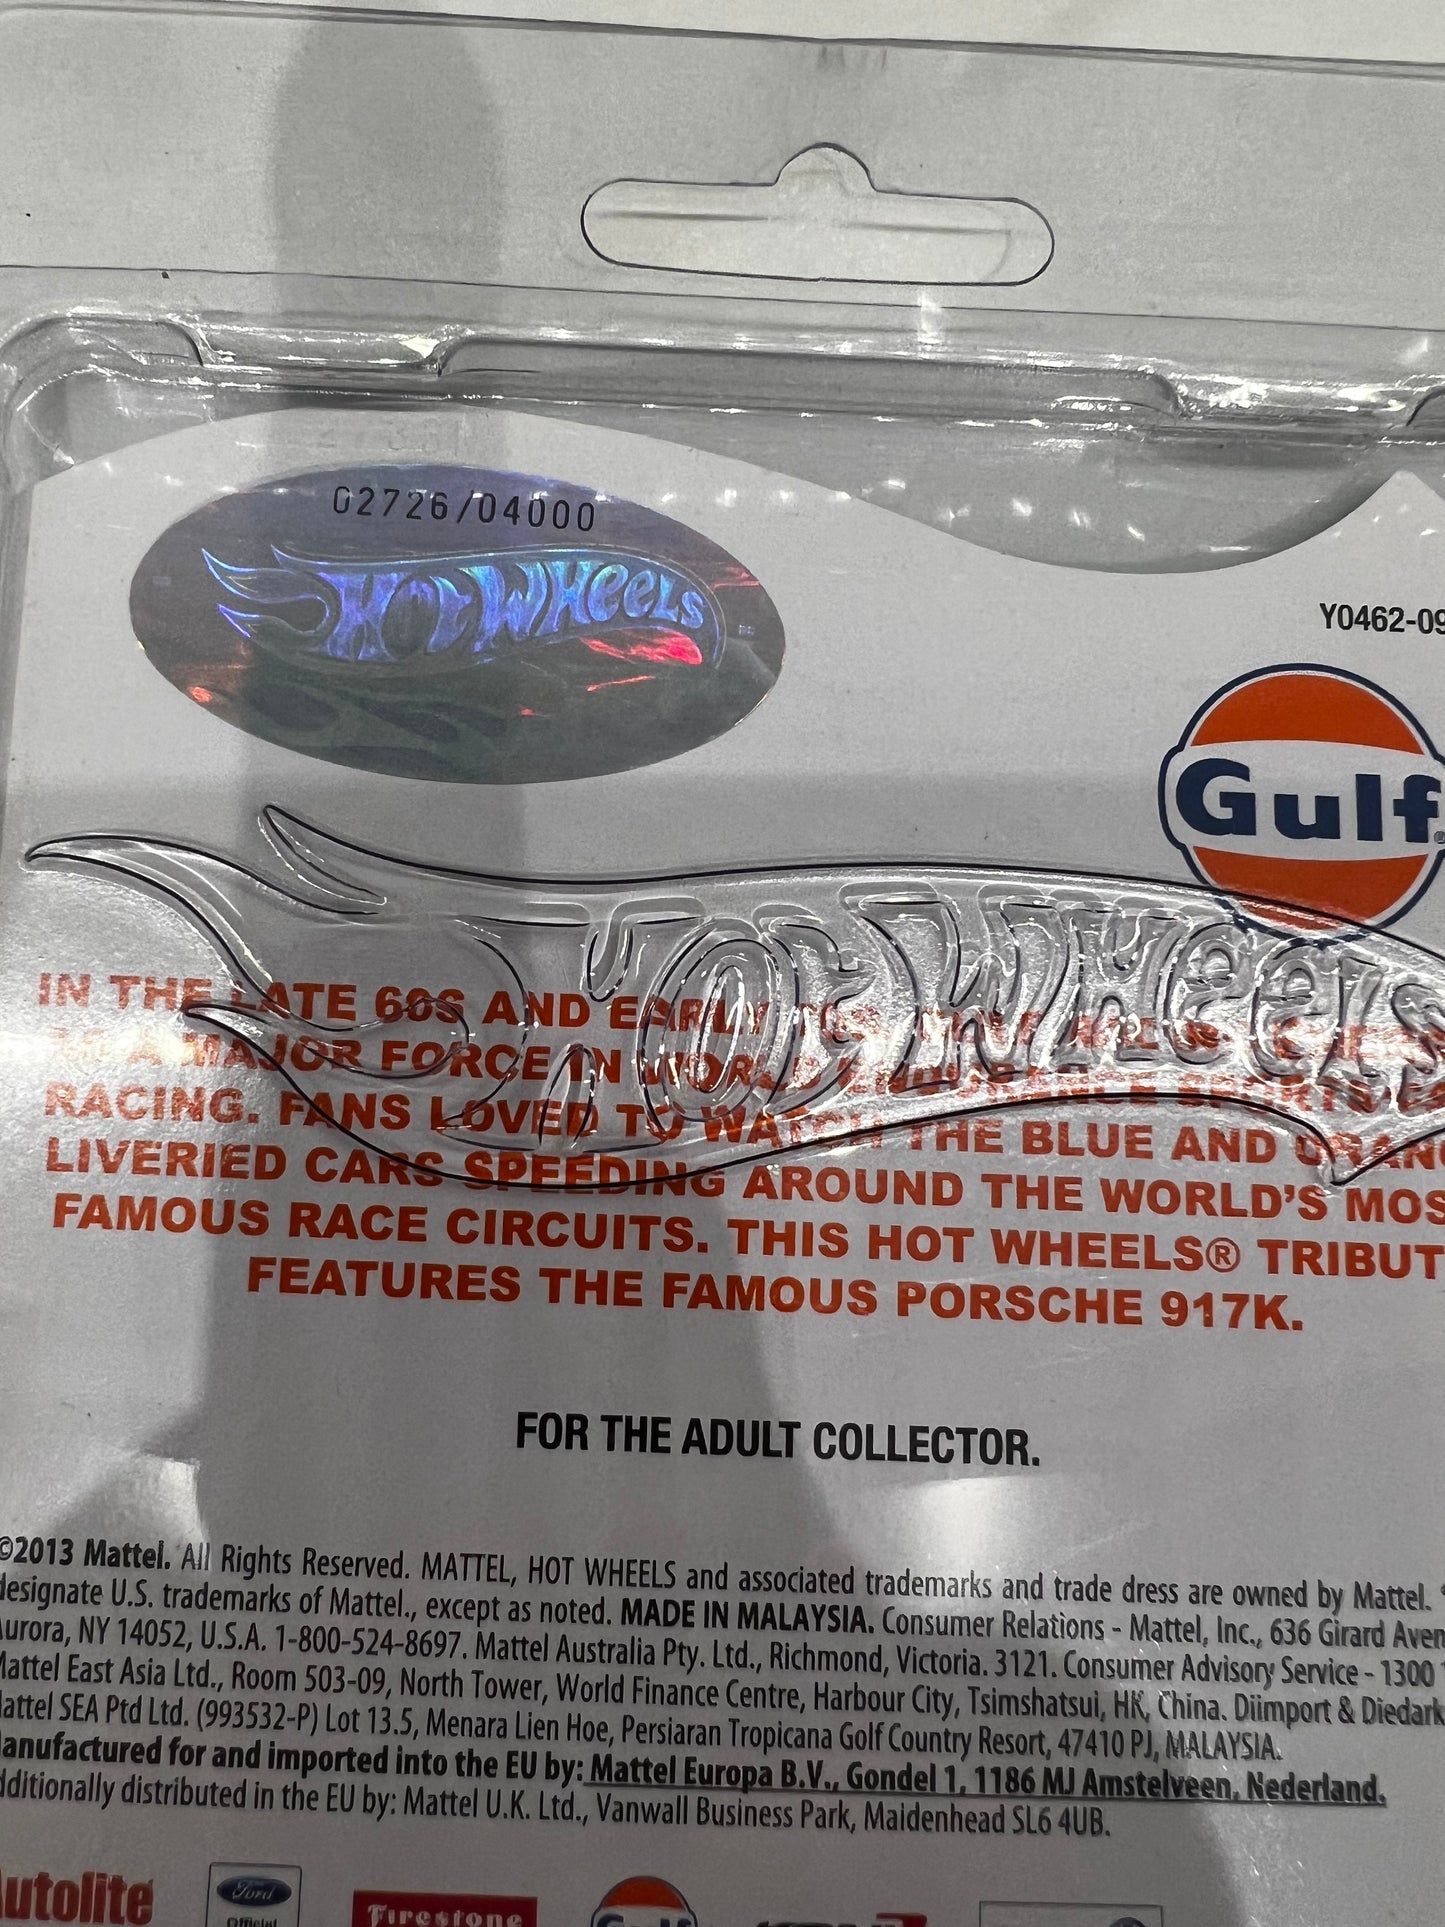 02726/04000
HOT WHEELS
Y0462-09
Gulf
HOT WHEELS
IN THE LATE 60S AND EARLY
A MAJOR FORCE IN WORLD ENDURANCE SPORTS
RACING. FANS LOVED TO WATCH THE BLUE AND
LIVERIED CARS SPEEDING AROUND THE WORLD'S MOS
FAMOUS RACE CIRCUITS. THIS HOT WHEELS® TRIBUT
FEATURES THE FAMOUS PORSCHE 917K.
FOR THE ADULT COLLECTOR.
©2013 Mattel. All Rights Reserved. MATTEL, HOT WHEELS and associated trademarks and trade dress are owned by Mattel.
designate U.S. trademarks of Mattel., except as noted. MADE IN MALAYSIA. Consumer Relations - Mattel, Inc., 636 Girard Aven
Aurora, NY 14052, U.S.A. 1-800-524-8697. Mattel Australia Pty. Ltd., Richmond, Victoria. 3121. Consumer Advisory Service - 1300
Mattel East Asia Ltd., Room 503-09, North Tower, World Finance Centre, Harbour City, Tsimshatsui, HK, China. Diimport & Diedark
Mattel SEA Ptd Ltd. (993532-P) Lot 13.5, Menara Lien Hoe, Persiaran Tropicana Golf Country Resort, 47410 PJ, MALAYSIA.
Manufactured for and imported into the EU by: Mattel Europa B.V., Gondel 1, 1186 MJ Amstelveen, Nederland.
dditionally distributed in the EU by: Mattel U.K. Ltd., Vanwall Business Park, Maidenhead SL6 4UB.
Autolite Ford Firestone Gulf
Official